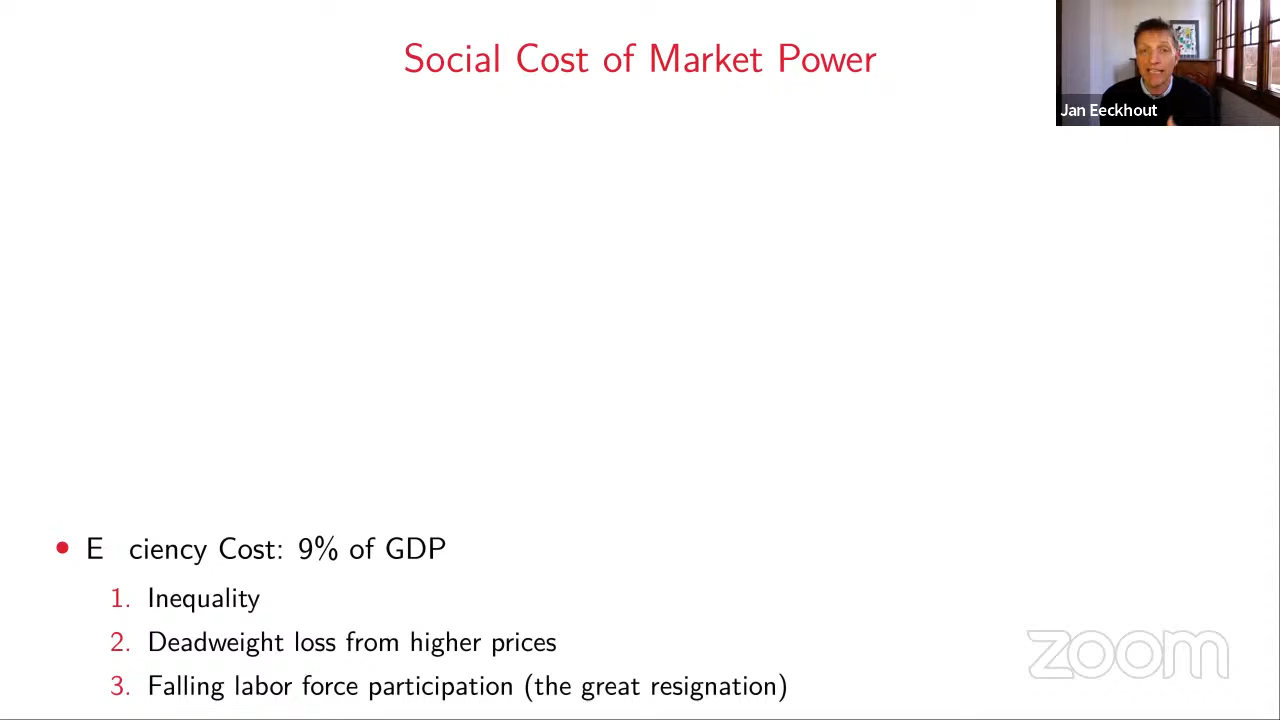 Social Cost of Market Power
Jan Eeckhout
• E ciency Cost: 9% of GDP
1. Inequality
2. Deadweight loss from higher prices
3. Falling labor force participation (the great resignation)
zoom